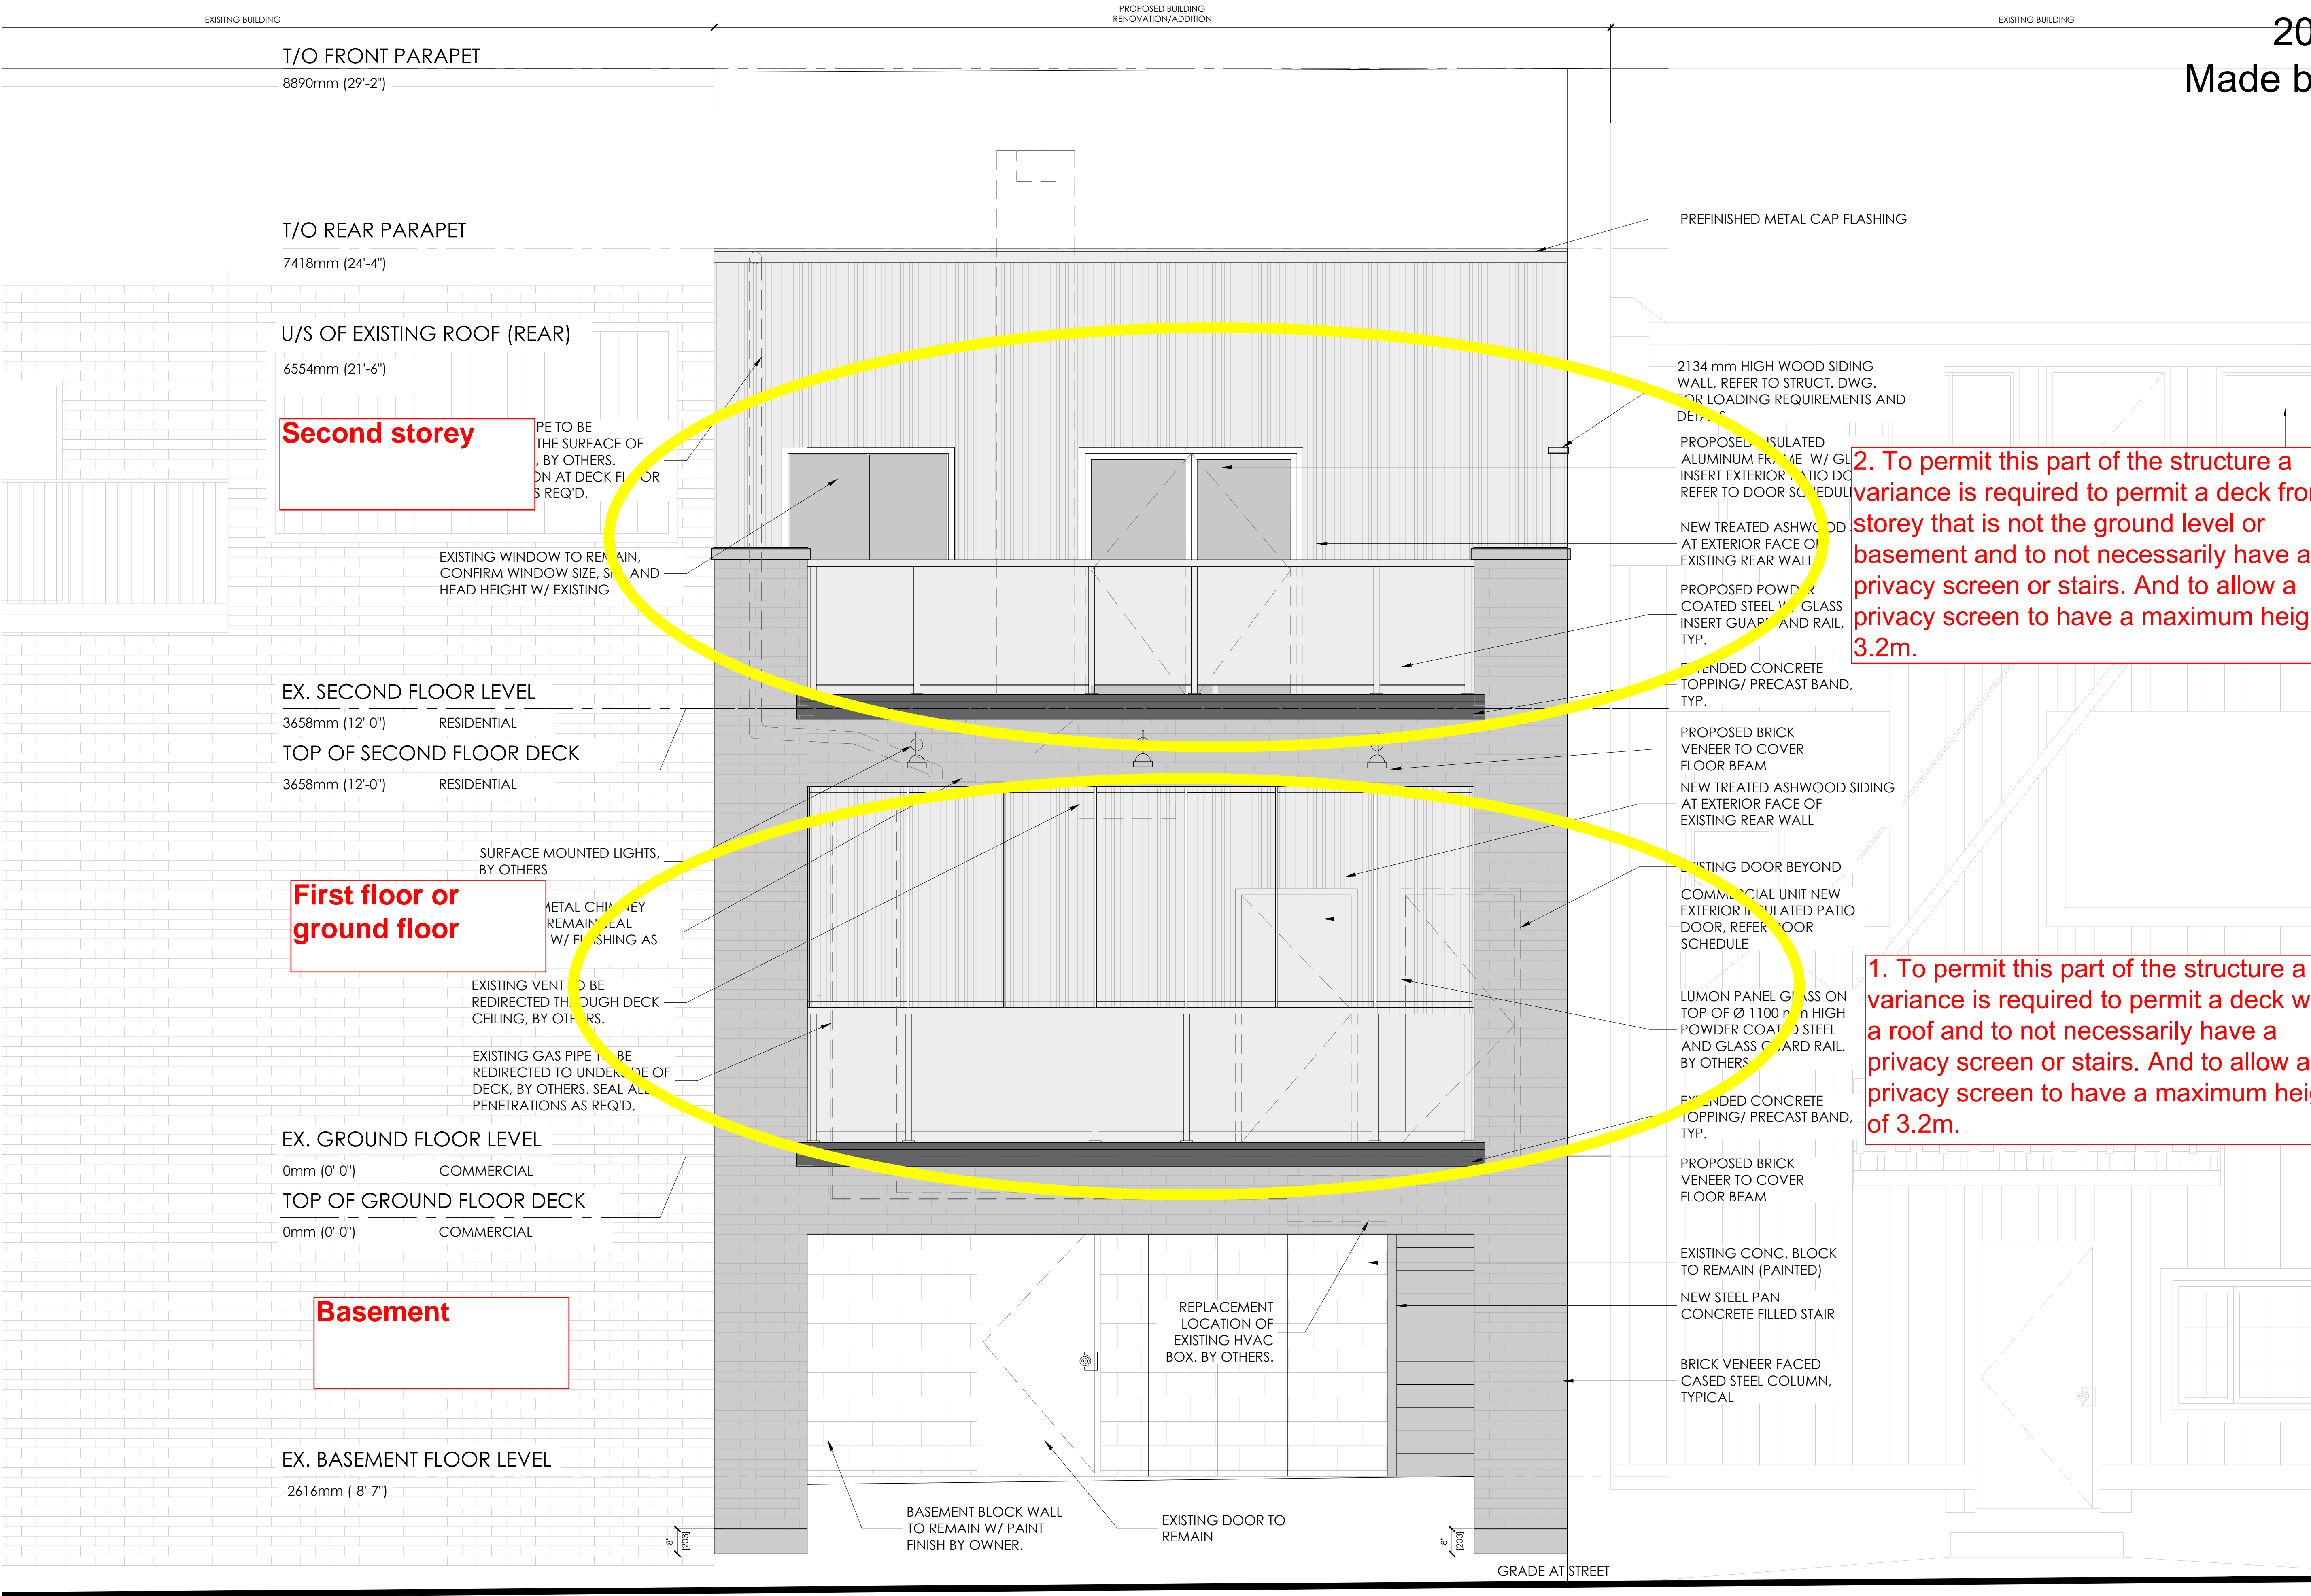 EXISITNG BUILDING
PROPOSED BUILDING
RENOVATION/ADDITION
EXISITNG BUILDING
20
Made b
T/O FRONT PARAPET
8890mm (29'-2")
T/O REAR PARAPET
7418mm (24'-4")
U/S OF EXISTING ROOF (REAR)
6554mm (21'-6")
Second storey
PE TO BE
THE SURFACE OF
, BY OTHERS.
ON AT DECK FLOOR
S REQ'D.
EXISTING WINDOW TO REMAIN,
CONFIRM WINDOW SIZE, SILL AND
HEAD HEIGHT W/ EXISTING
EX. SECOND FLOOR LEVEL
3658mm (12'-0") RESIDENTIAL
TOP OF SECOND FLOOR DECK
3658mm (12'-0") RESIDENTIAL
SURFACE MOUNTED LIGHTS,
BY OTHERS
First floor or
ground floor
METAL CHIMNEY
REMAIN SEAL
W/ FLASHING AS
EXISTING VENT TO BE
REDIRECTED THROUGH DECK
CEILING, BY OTHERS.
EXISTING GAS PIPE TO BE
REDIRECTED TO UNDERSIDE OF
DECK, BY OTHERS. SEAL ALL
PENETRATIONS AS REQ'D.
EX. GROUND FLOOR LEVEL
0mm (0'-0") COMMERCIAL
TOP OF GROUND FLOOR DECK
0mm (0'-0") COMMERCIAL
Basement
EX. BASEMENT FLOOR LEVEL
-2616mm (-8'-7")
8"
[203]
BASEMENT BLOCK WALL
TO REMAIN W/ PAINT
FINISH BY OWNER.
EXISTING DOOR TO
REMAIN
REPLACEMENT
LOCATION OF
EXISTING HVAC
BOX. BY OTHERS.
8"
[203]
GRADE AT STREET
PREFINISHED METAL CAP FLASHING
2134 mm HIGH WOOD SIDING
WALL, REFER TO STRUCT. DWG.
FOR LOADING REQUIREMENTS AND
DETAILS
PROPOSED INSULATED
ALUMINUM FRAME W/ GL
INSERT EXTERIOR PATIO DO
REFER TO DOOR SCHEDUL
NEW TREATED ASHWOOD S
AT EXTERIOR FACE OF
EXISTING REAR WALL
PROPOSED POWDER
COATED STEEL W/ GLASS
INSERT GUARD AND RAIL,
TYP.
EXTENDED CONCRETE
TOPPING/ PRECAST BAND,
TYP.
PROPOSED BRICK
VENEER TO COVER
FLOOR BEAM
NEW TREATED ASHWOOD SIDING
AT EXTERIOR FACE OF
EXISTING REAR WALL
EXISTING DOOR BEYOND
COMMERCIAL UNIT NEW
EXTERIOR INSULATED PATIO
DOOR, REFER DOOR
SCHEDULE
LUMON PANEL GLASS ON
TOP OF Ø 1100 mm HIGH
POWDER COATED STEEL
AND GLASS GUARD RAIL.
BY OTHERS
EXTENDED CONCRETE
TOPPING/ PRECAST BAND,
TYP.
PROPOSED BRICK
VENEER TO COVER
FLOOR BEAM
EXISTING CONC. BLOCK
TO REMAIN (PAINTED)
NEW STEEL PAN
CONCRETE FILLED STAIR
BRICK VENEER FACED
CASED STEEL COLUMN,
TYPICAL
2. To permit this part of the structure a
variance is required to permit a deck fro
storey that is not the ground level or
basement and to not necessarily have a
privacy screen or stairs. And to allow a
privacy screen to have a maximum heig
3.2m.
1. To permit this part of the structure a
variance is required to permit a deck w
a roof and to not necessarily have a
privacy screen or stairs. And to allow a
privacy screen to have a maximum hei
of 3.2m.